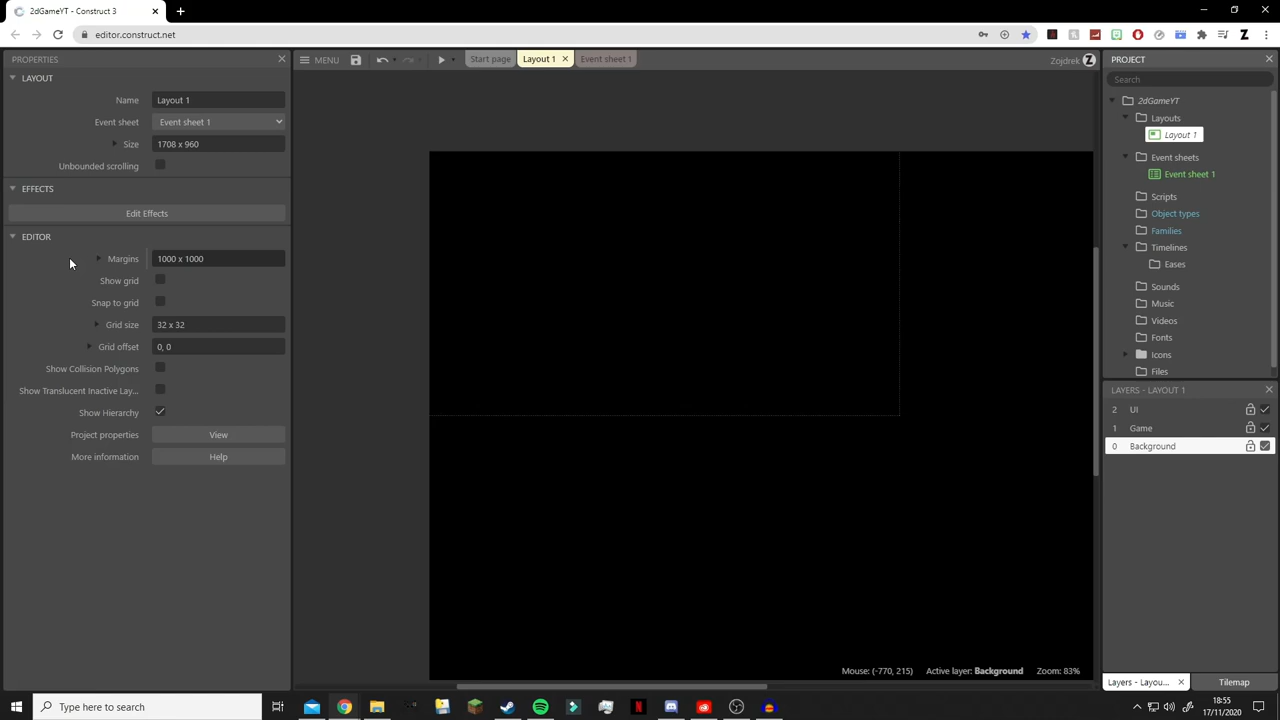 2dGameYT - Construct 3
editor.construct.net
PROPERTIES
LAYOUT
Name Layout 1
Event sheet Event sheet 1
Size 1708 x 960
Unbounded scrolling
EFFECTS
Edit Effects
EDITOR
Margins 1000 x 1000
Show grid
Snap to grid
Grid size 32 x 32
Grid offset 0, 0
Show Collision Polygons
Show Translucent Inactive Lay...
Show Hierarchy
Project properties View
More information Help
MENU
Start page
Layout 1
Event sheet 1
Zojdrek Z
Mouse: (-770, 215) Active layer: Background Zoom: 83%
PROJECT
Search
2dGameYT
Layouts
Layout 1
Event sheets
Event sheet 1
Scripts
Object types
Families
Timelines
Eases
Sounds
Music
Videos
Fonts
Icons
Files
LAYERS - LAYOUT 1
2 UI
1 Game
0 Background
Layers - Layou...
Tilemap
Type here to search
18:55
17/11/2020